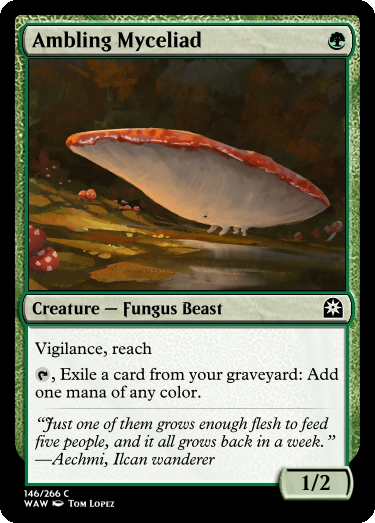 Ambling Myceliad
Creature — Fungus Beast
Vigilance, reach
, Exile a card from your graveyard: Add
one mana of any color.
“Just one of them grows enough flesh to feed
five people, and it all grows back in a week.”
—Aechmi, Ilcan wanderer
1/2
146/266 C
WAW Tom Lopez